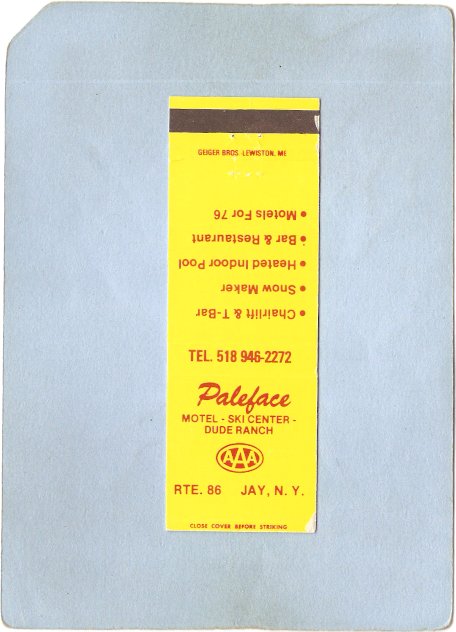 GEIGER BROS. LEWISTON, ME
• Chairlift & T-Bar
• Snow Maker
• Heated Indoor Pool
• Bar & Restaurant
• Motels For 76
TEL. 518 946-2272
Paleface
MOTEL - SKI CENTER -
DUDE RANCH
AAA
RTE. 86 JAY, N. Y.
CLOSE COVER BEFORE STRIKING